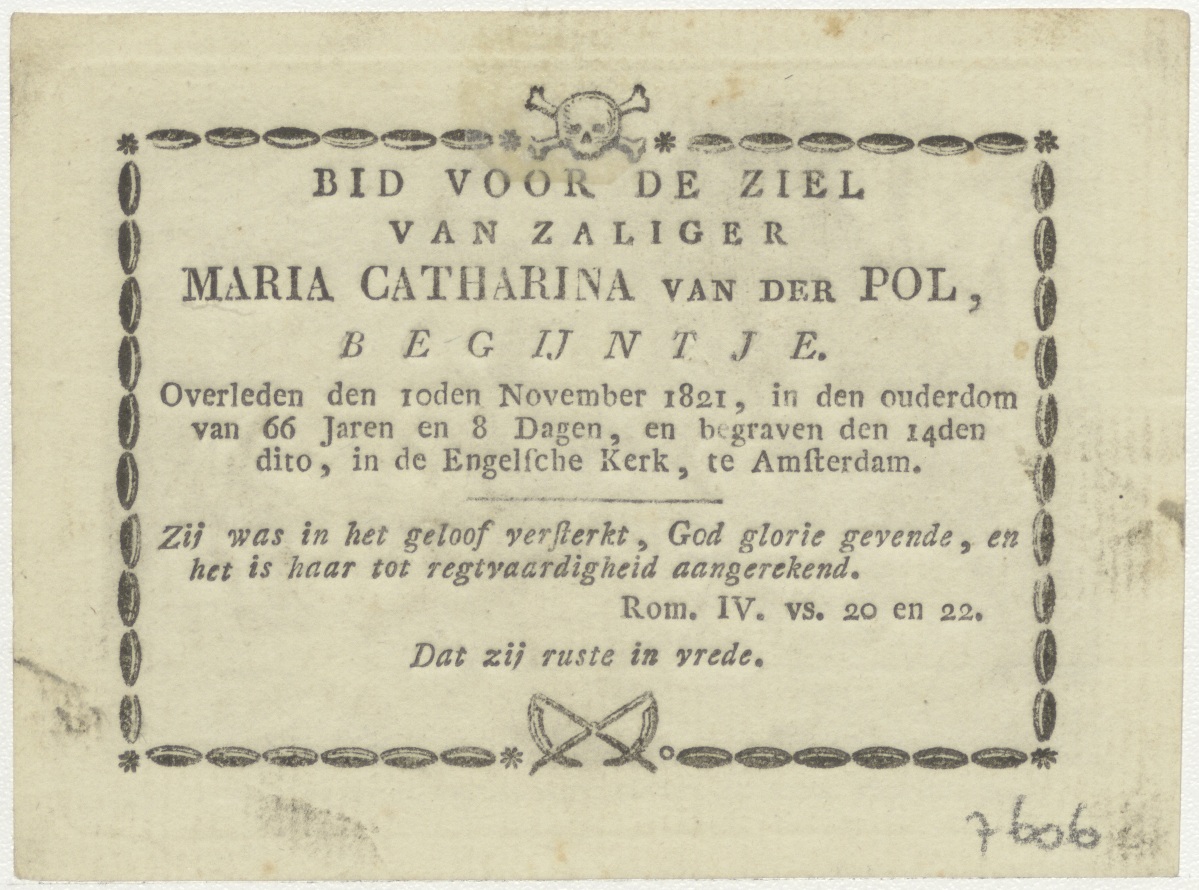 BID VOOR DE ZIEL
VAN ZALIGER
MARIA CATHARINA VAN DER POL,
BEGIJNTJE.
Overleden den 10den November 1821, in den ouderdom
van 66 Jaren en 8 Dagen, en begraven den 14den
dito, in de Engelſche Kerk, te Amſterdam.
Zij was in het geloof verſterkt, God glorie gevende, en
het is haar tot regtvaardigheid aangerekend.
Rom. IV. vs. 20 en 22.
Dat zij ruste in vrede.
7606